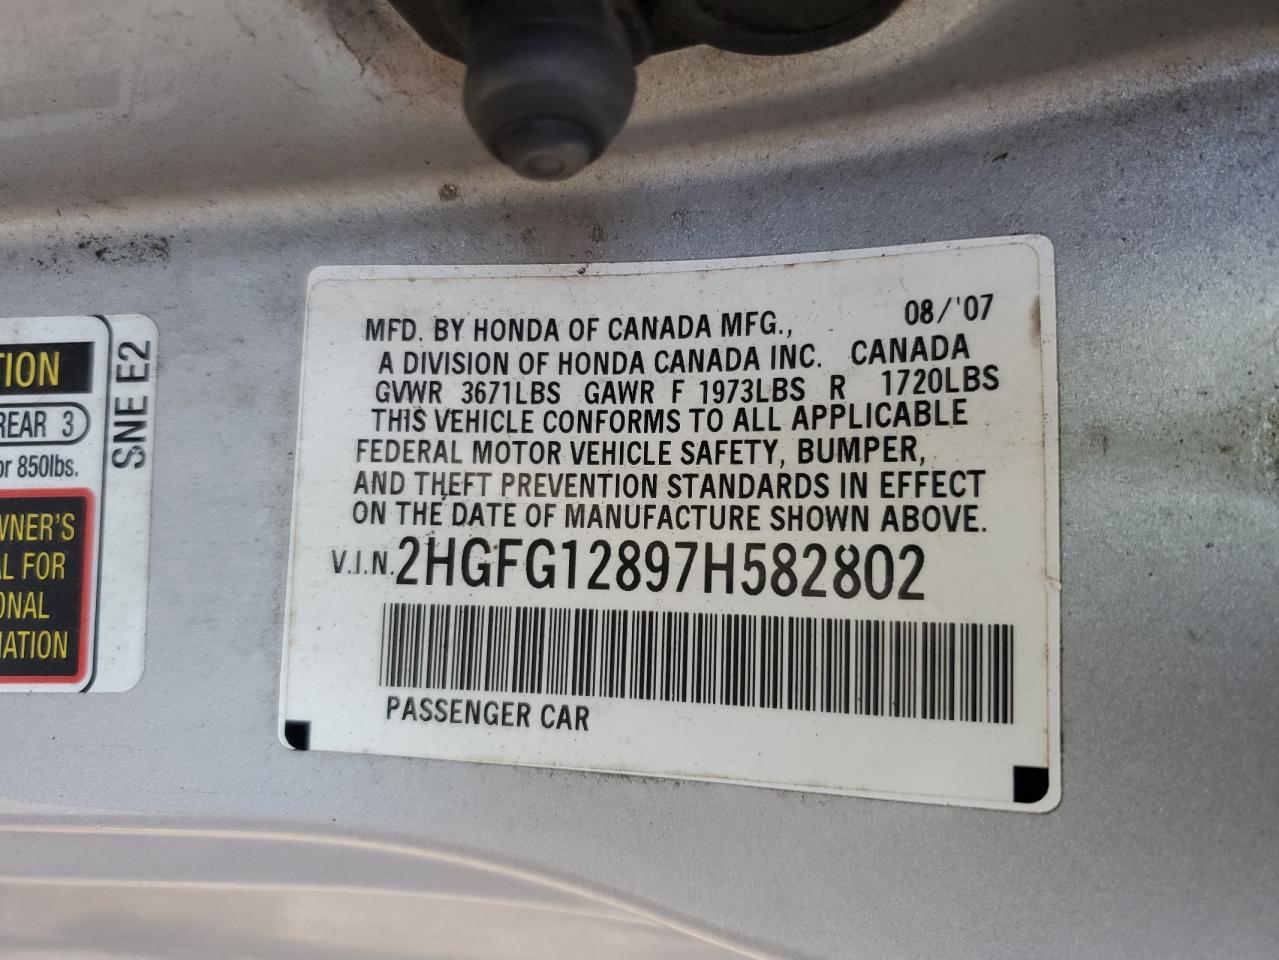 TION
REAR 3
or 850lbs.
WNER'S
AL FOR
ONAL
MATION
SNE E2
08/'07
MFD. BY HONDA OF CANADA MFG.,
A DIVISION OF HONDA CANADA INC. CANADA
GVWR 3671LBS GAWR F 1973LBS R 1720LBS
THIS VEHICLE CONFORMS TO ALL APPLICABLE
FEDERAL MOTOR VEHICLE SAFETY, BUMPER,
AND THEFT PREVENTION STANDARDS IN EFFECT
ON THE DATE OF MANUFACTURE SHOWN ABOVE.
V.I.N. 2HGFG12897H582802
PASSENGER CAR